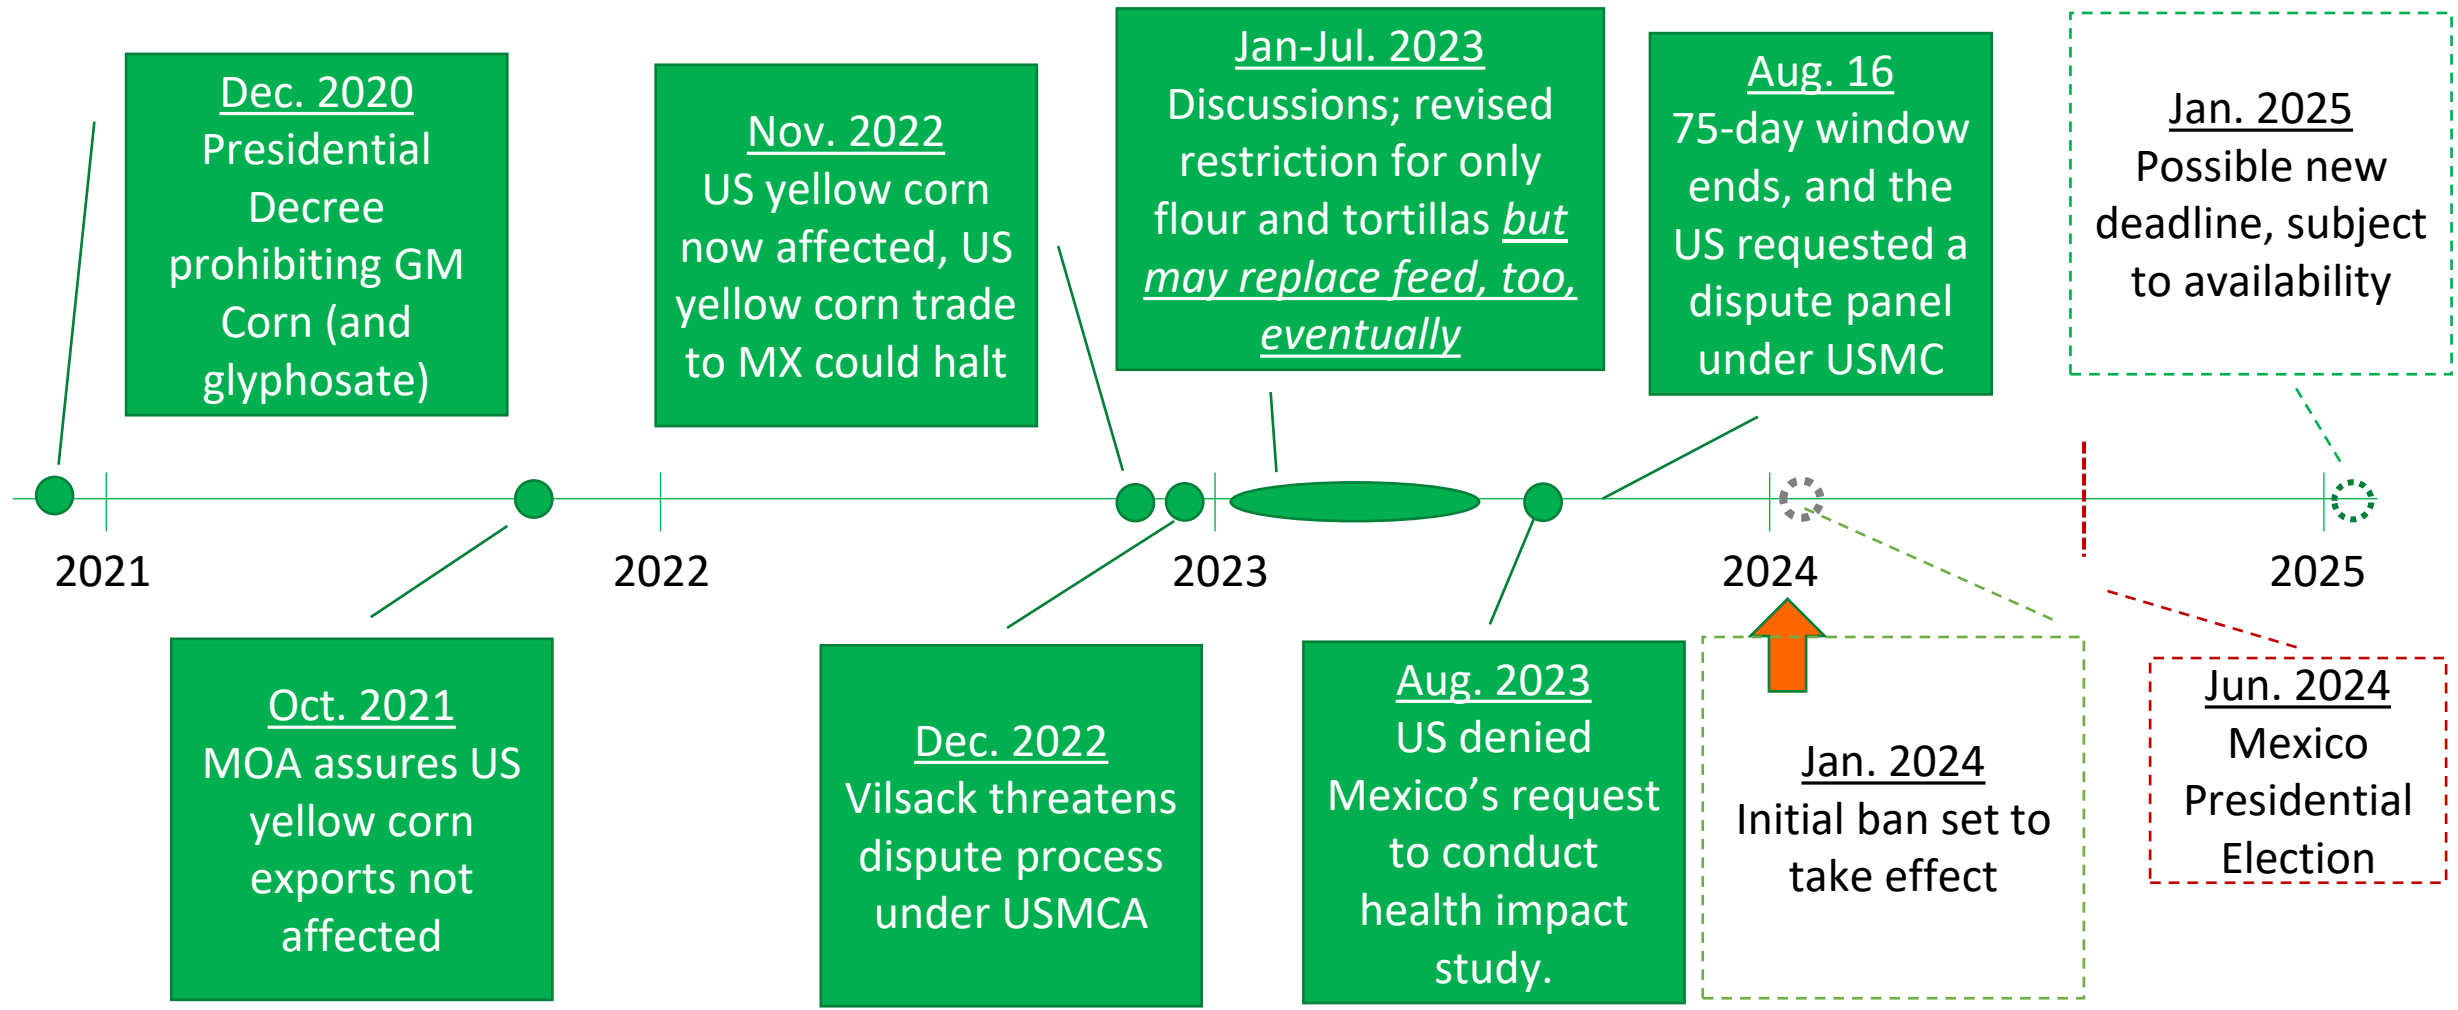 Dec. 2020
Presidential
Decree
prohibiting GM
Corn (and
glyphosate)
Nov. 2022
US yellow corn
now affected, US
yellow corn trade
to MX could halt
Jan-Jul. 2023
Discussions; revised
restriction for only
flour and tortillas but
may replace feed, too,
eventually
Aug. 16
75-day window
ends, and the
US requested a
dispute panel
under USMC
Jan. 2025
Possible new
deadline, subject
to availability
2021
2022
2023
2024
2025
Oct. 2021
MOA assures US
yellow corn
exports not
affected
Dec. 2022
Vilsack threatens
dispute process
under USMCA
Aug. 2023
US denied
Mexico’s request
to conduct
health impact
study.
Jan. 2024
Initial ban set to
take effect
Jun. 2024
Mexico
Presidential
Election